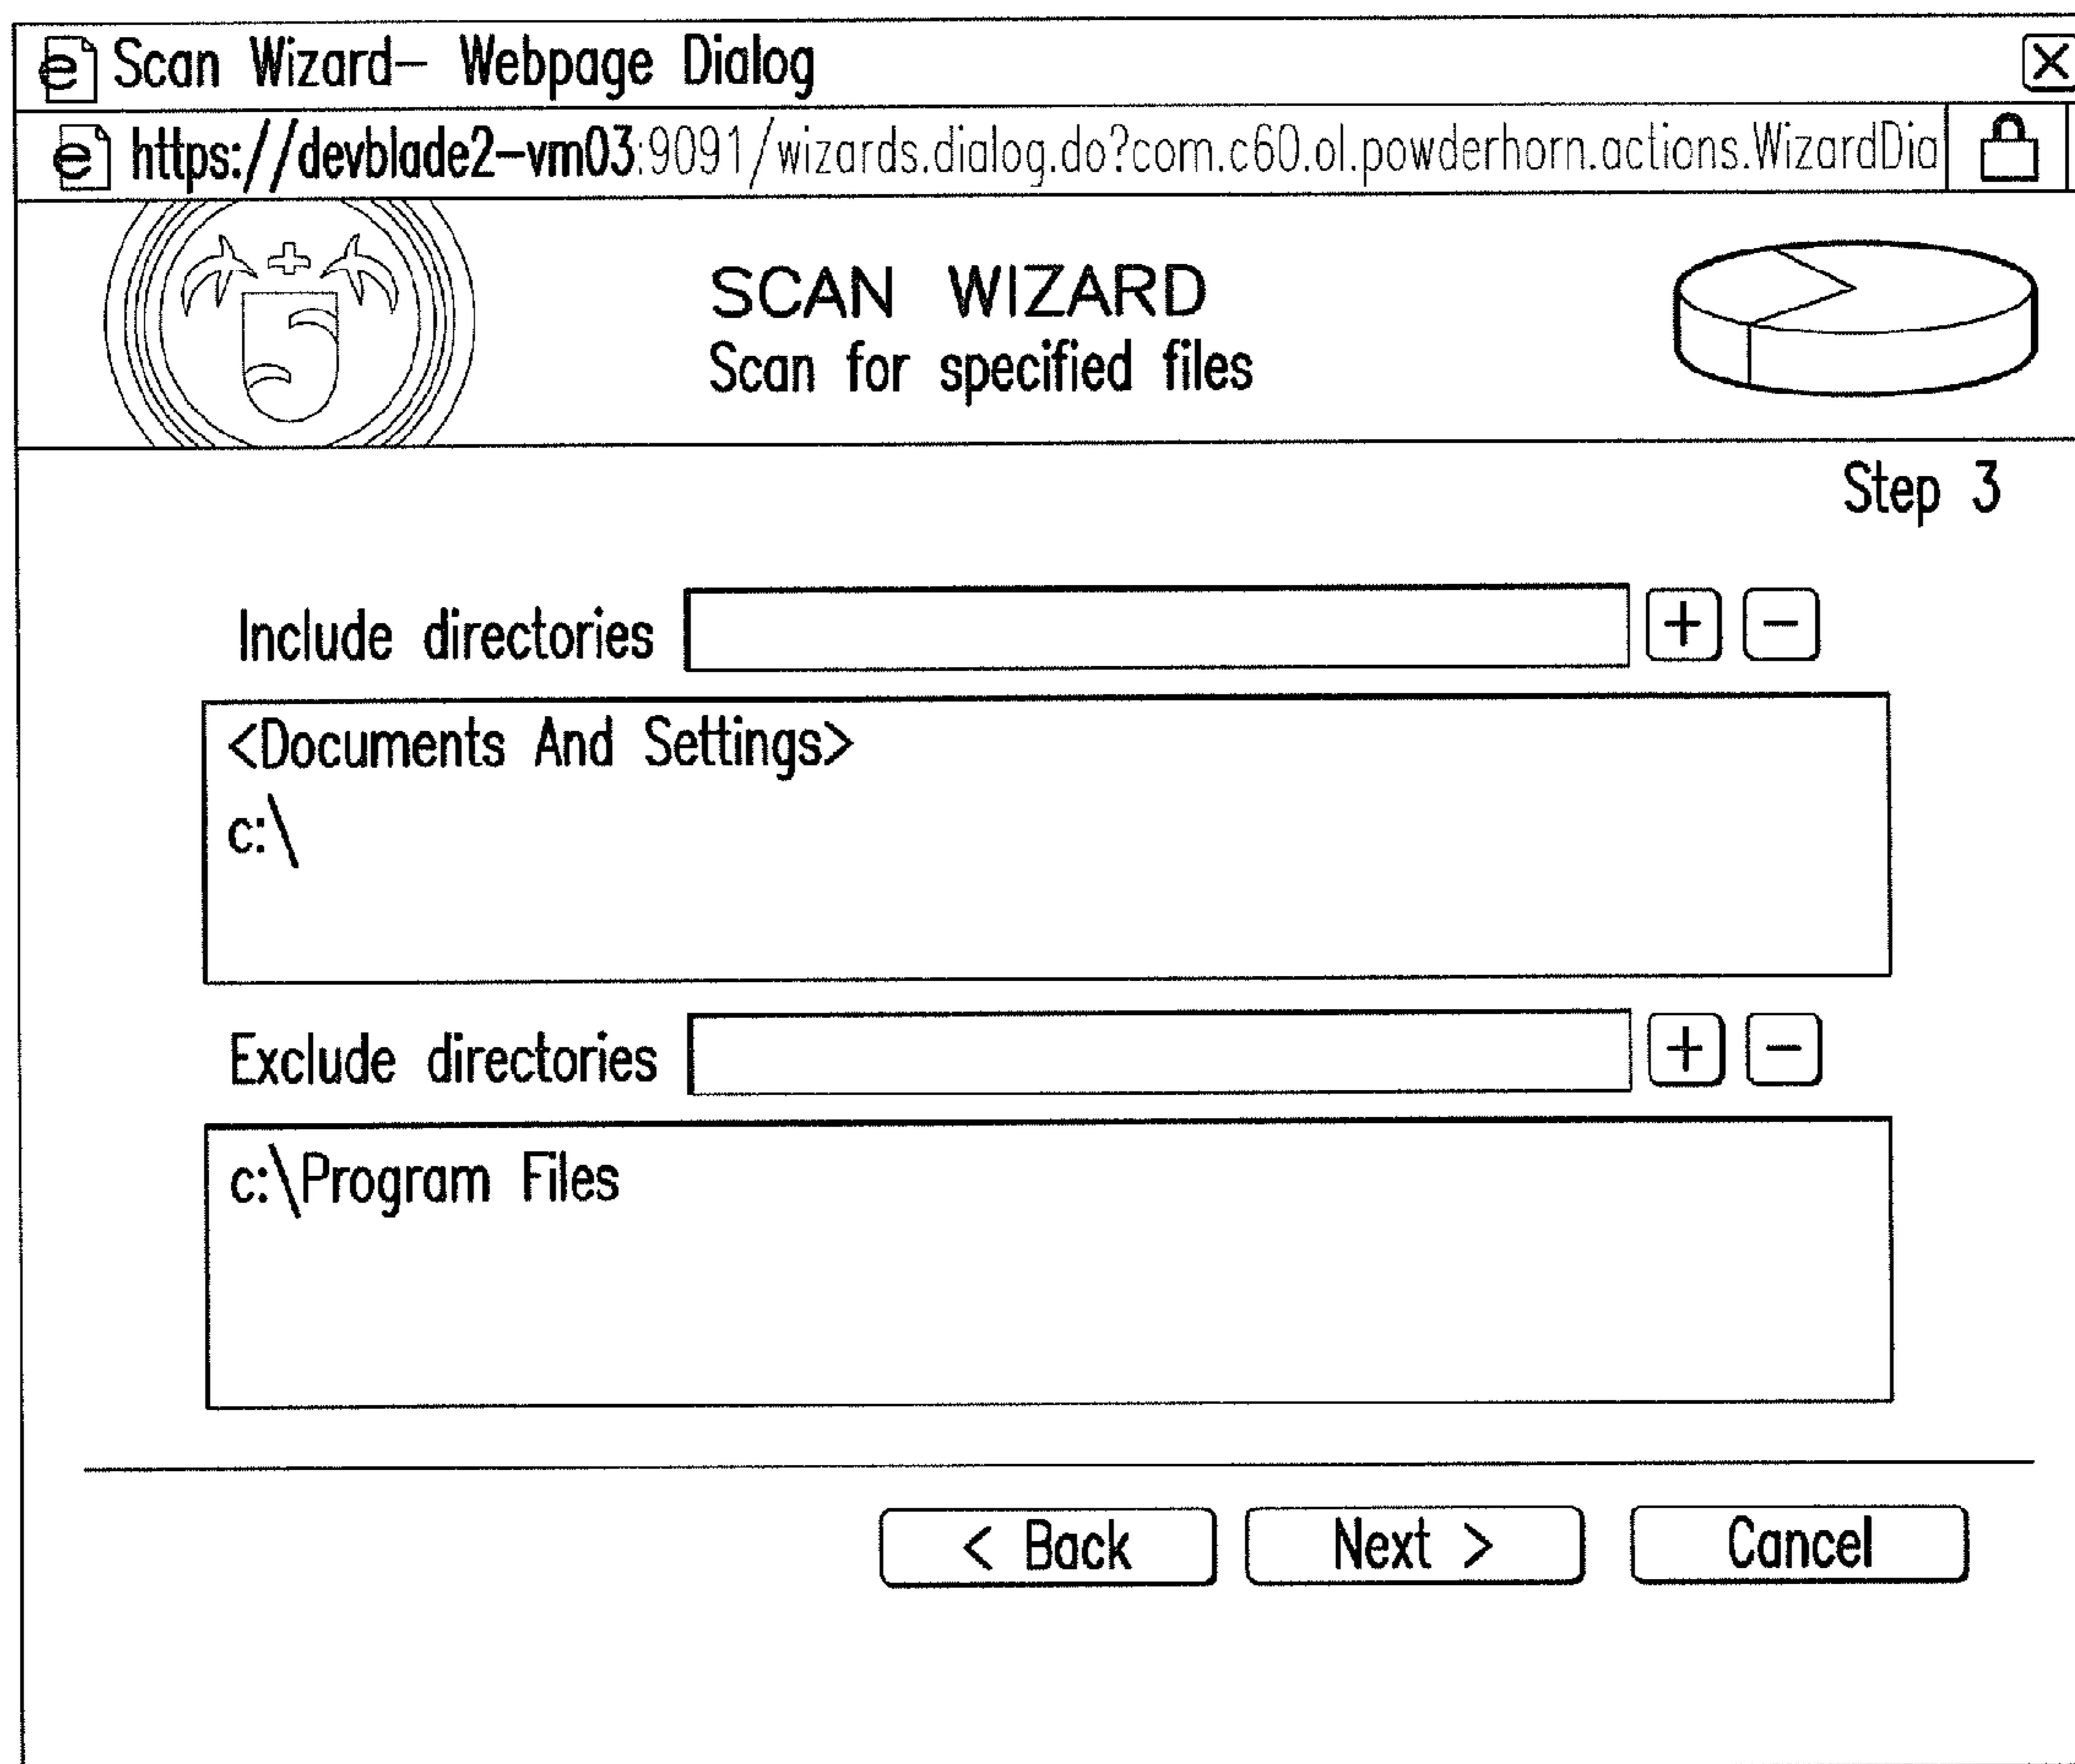 Scan Wizard– Webpage Dialog
https://devblade2–vm03:9091/wizards.dialog.do?com.c60.ol.powderhorn.actions.WizardDia
SCAN WIZARD
Scan for specified files
Step 3
Include directories + –
<Documents And Settings>
c:\
Exclude directories + –
c:\Program Files
< Back Next > Cancel